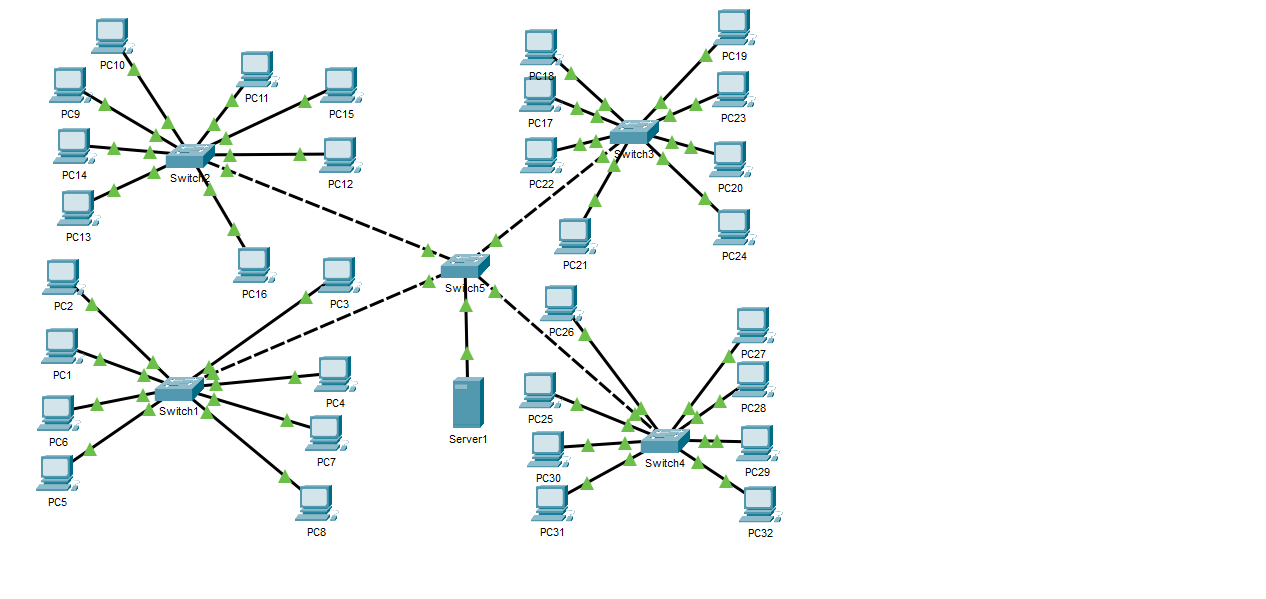 PC10
PC11
PC9
PC15
PC14
Switch2
PC12
PC13
PC16
PC18
PC19
PC17
PC23
Switch3
PC22
PC20
PC21
PC24
Switch5
PC2
PC3
PC1
PC4
Switch1
PC6
PC7
PC5
PC8
Server1
PC26
PC27
PC25
PC28
Switch4
PC30
PC29
PC31
PC32